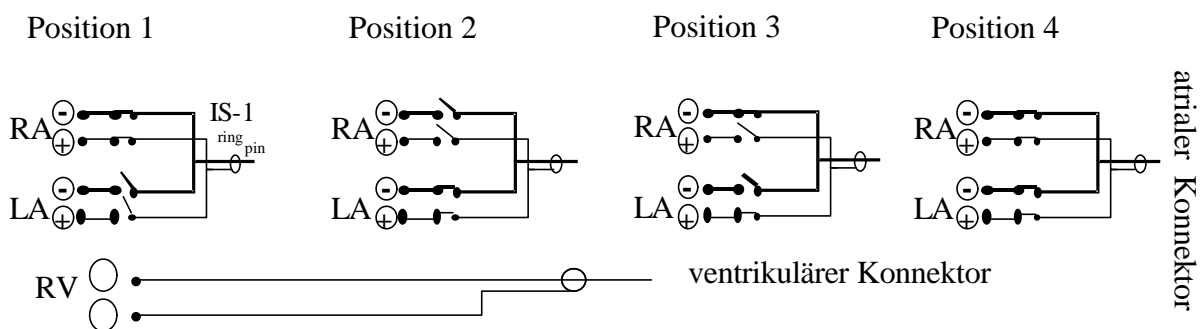 Position 1 Position 2 Position 3 Position 4
RA - + IS-1 ring pin RA - + RA - + RA - +
LA - + LA - + LA - + LA - +
RV ventrikulärer Konnektor
atrialer Konnektor